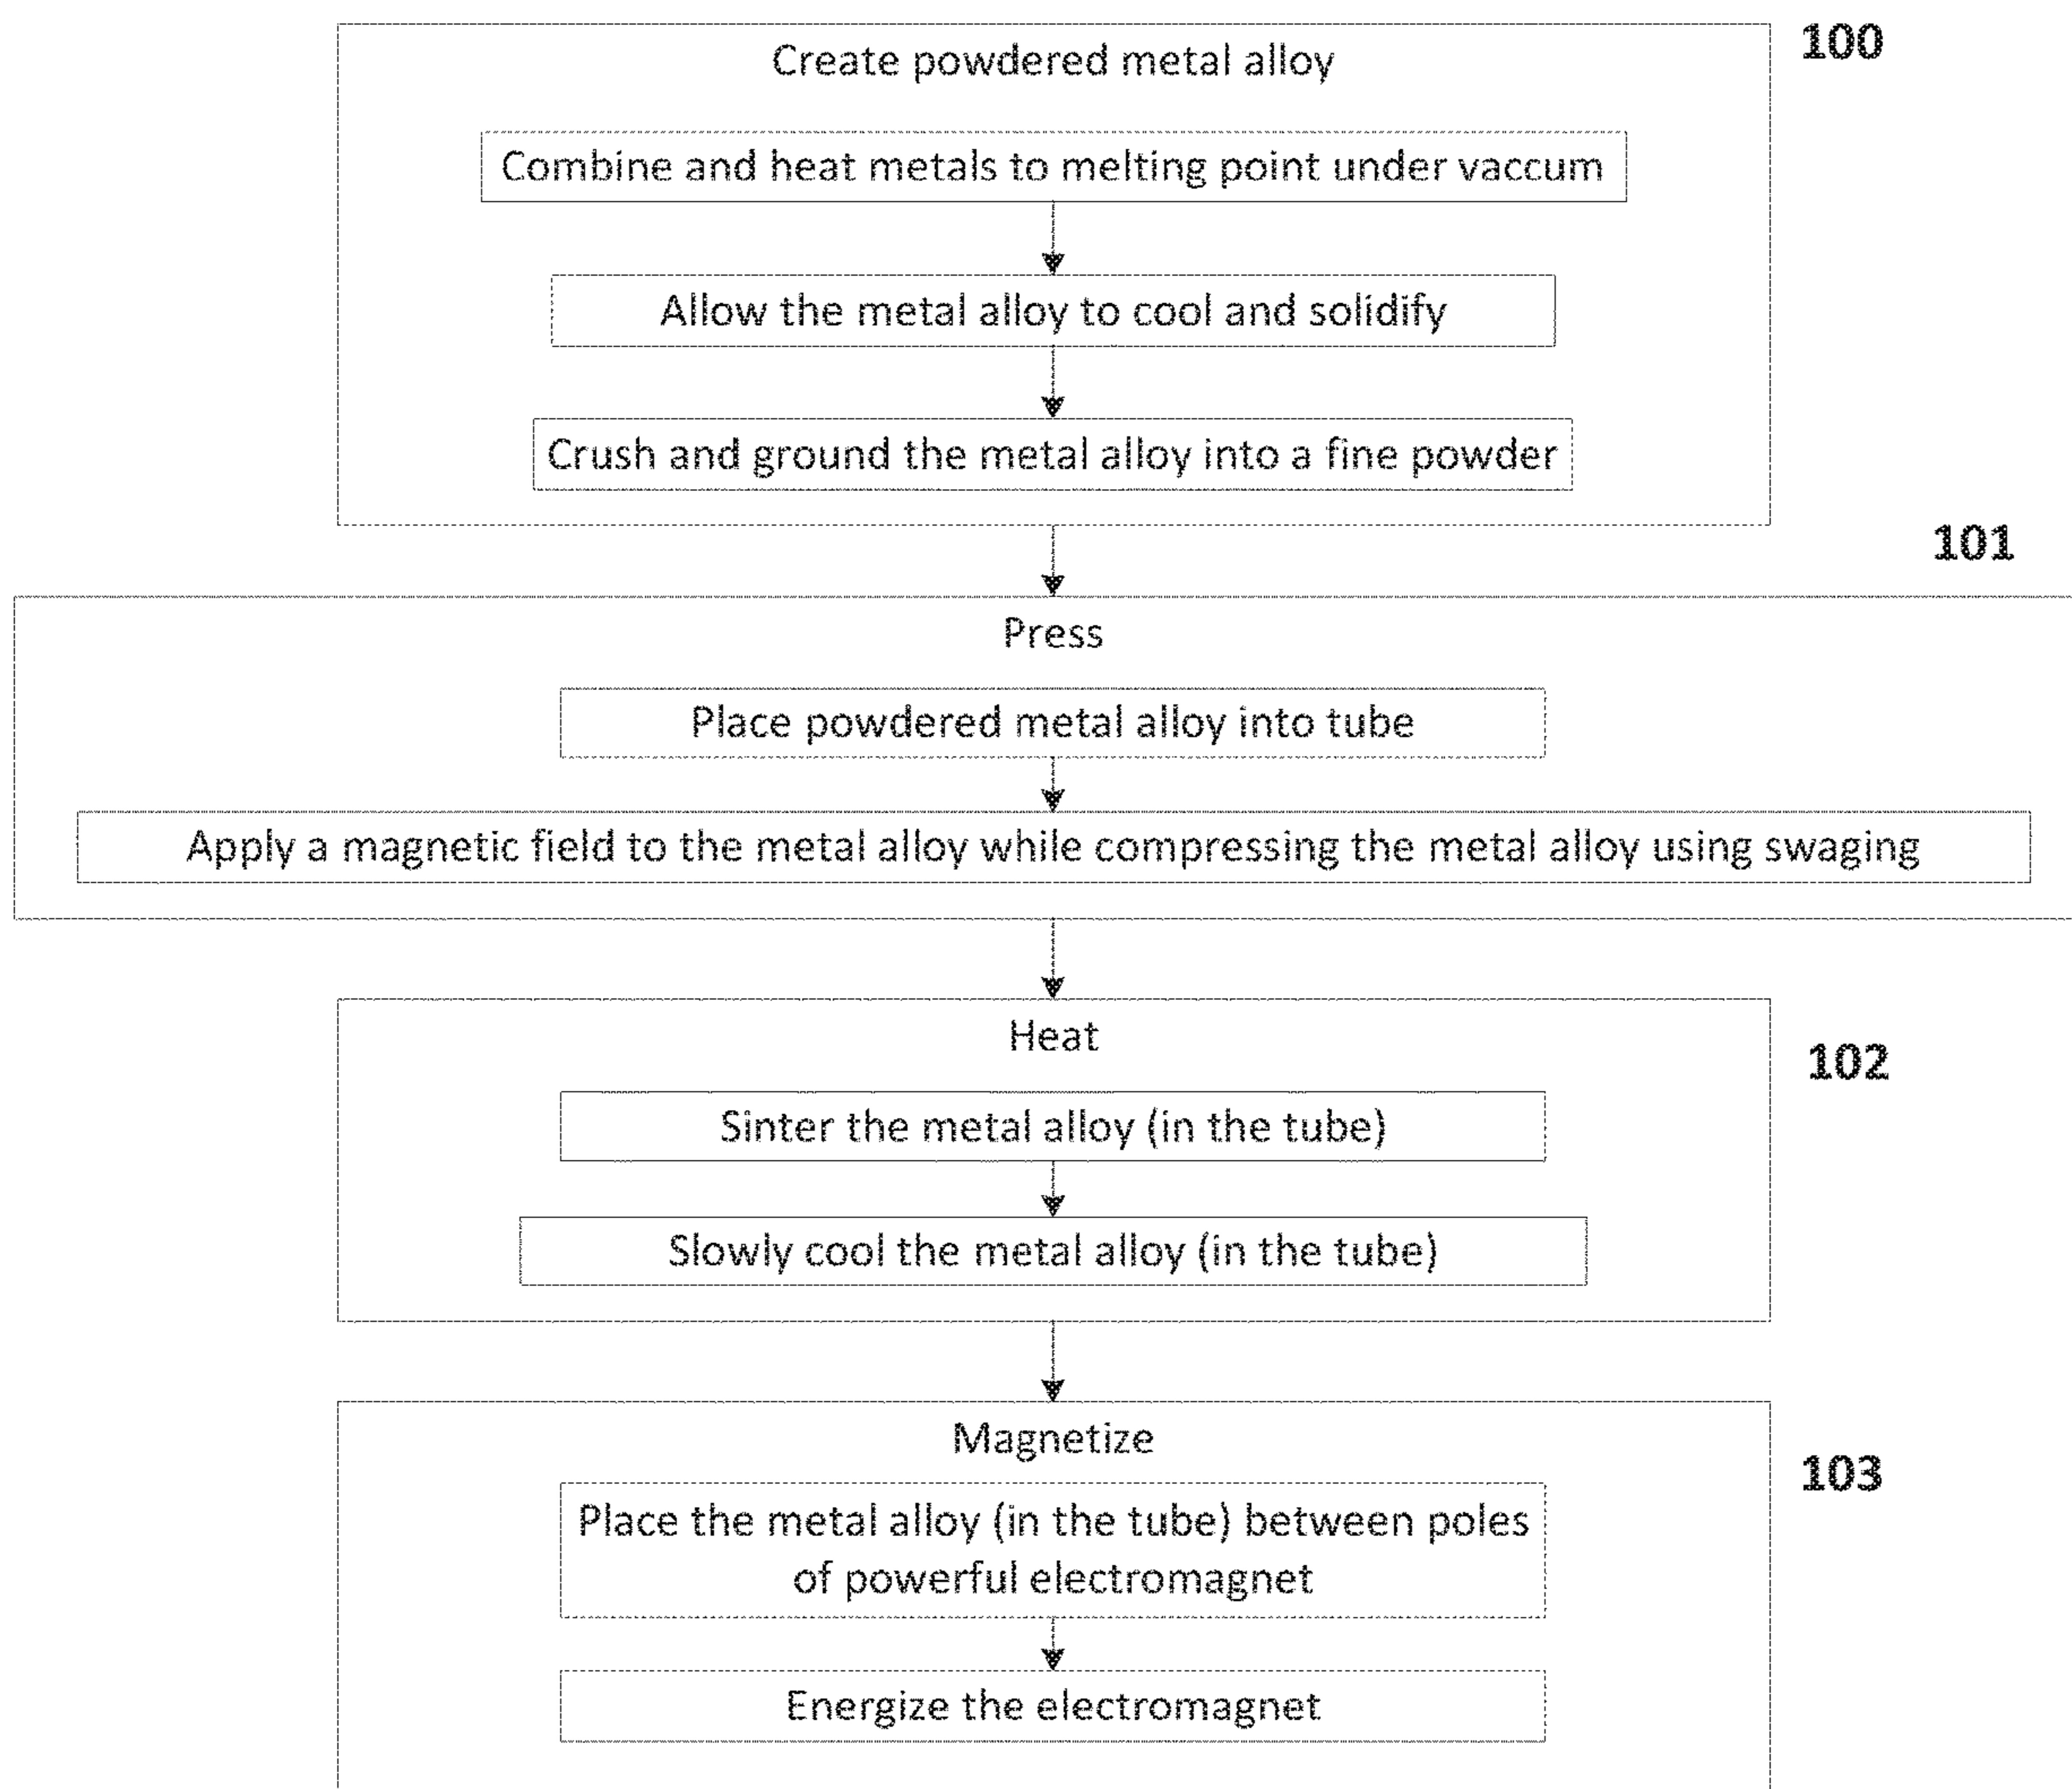 100
Create powdered metal alloy
Combine and heat metals to melting point under vaccum
Allow the metal alloy to cool and solidify
Crush and ground the metal alloy into a fine powder
101
Press
Place powdered metal alloy into tube
Apply a magnetic field to the metal alloy while compressing the metal alloy using swaging
Heat
102
Sinter the metal alloy (in the tube)
Slowly cool the metal alloy (in the tube)
Magnetize
103
Place the metal alloy (in the tube) between poles
of powerful electromagnet
Energize the electromagnet